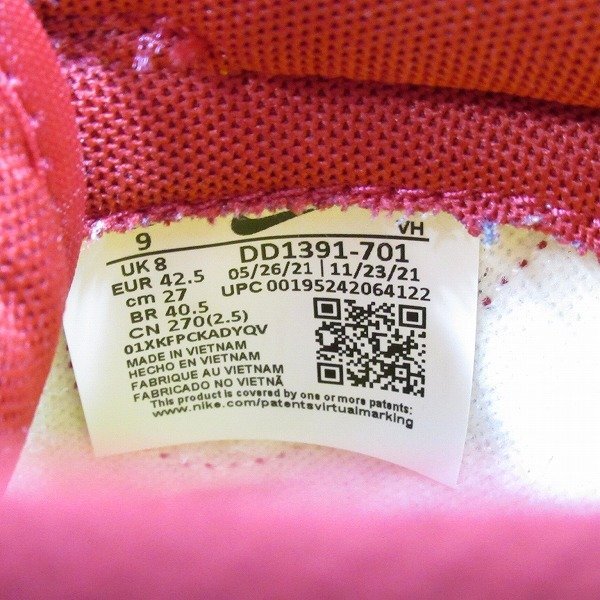 9 VH
UK 8 DD1391-701
EUR 42.5 05/26/21 | 11/23/21
cm 27 UPC 00195242064122
BR 40.5
CN 270(2.5)
01XKFPCKADYQV
MADE IN VIETNAM
HECHO EN VIETNAM
FABRIQUE AU VIETNAM
FABRICADO NO VIETNÃ
This product is covered by one or more patents:
www.nike.com/patentsvirtualmarking